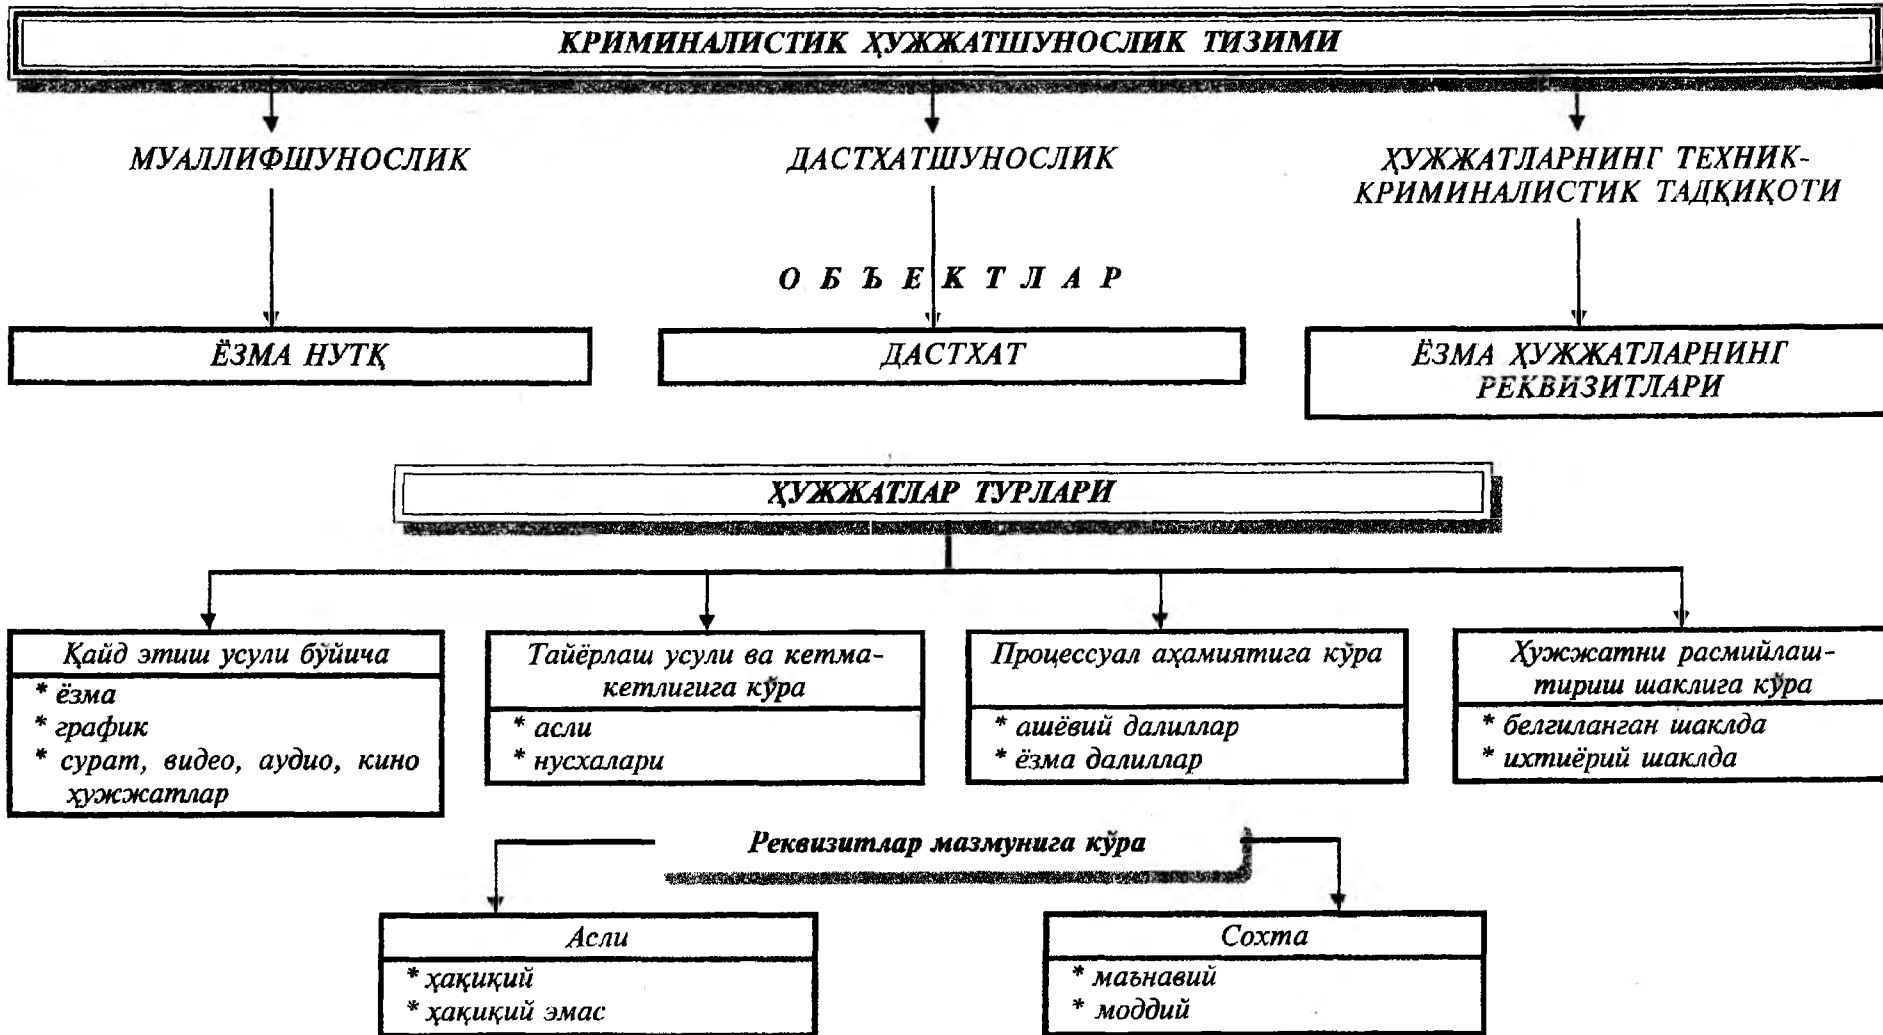 КРИМИНАЛИСТИК ҲУЖЖАТШУНОСЛИК ТИЗИМИ
МУАЛЛИФШУНОСЛИК
ДАСТХАТШУНОСЛИК
ҲУЖЖАТЛАРНИНГ ТЕХНИК-
КРИМИНАЛИСТИК ТАДҚИҚОТИ
ОБЪЕКТЛАР
ЁЗМА НУТҚ
ДАСТХАТ
ЁЗМА ҲУЖЖАТЛАРНИНГ
РЕКВИЗИТЛАРИ
ҲУЖЖАТЛАР ТУРЛАРИ
Қайд этиш усули бўйича
* ёзма
* график
* сурат, видео, аудио, кино
ҳужжатлар
Тайёрлаш усули ва кетма-
кетлигига кўра
* асли
* нусхалари
Процессуал аҳамиятига кўра
* ашёвий далиллар
* ёзма далиллар
Ҳужжатни расмийлаш-
тириш шаклига кўра
* белгиланган шаклда
* ихтиёрий шаклда
Реквизитлар мазмунига кўра
Асли
* ҳақиқий
* ҳақиқий эмас
Сохта
* маънавий
* моддий